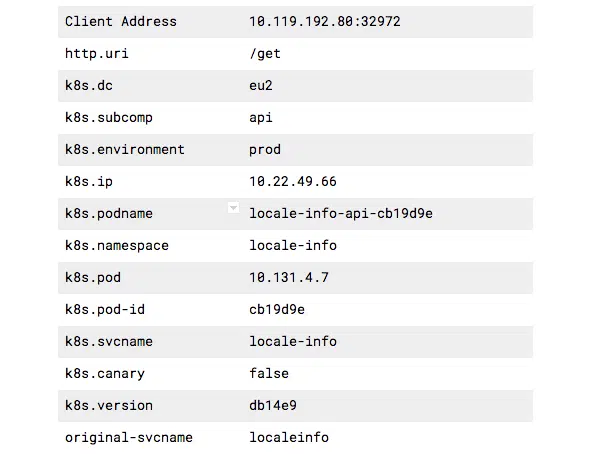 Client Address 10.119.192.80:32972
http.uri /get
k8s.dc eu2
k8s.subcomp api
k8s.environment prod
k8s.ip 10.22.49.66
k8s.podname locale-info-api-cb19d9e
k8s.namespace locale-info
k8s.pod 10.131.4.7
k8s.pod-id cb19d9e
k8s.svcname locale-info
k8s.canary false
k8s.version db14e9
original-svcname localeinfo